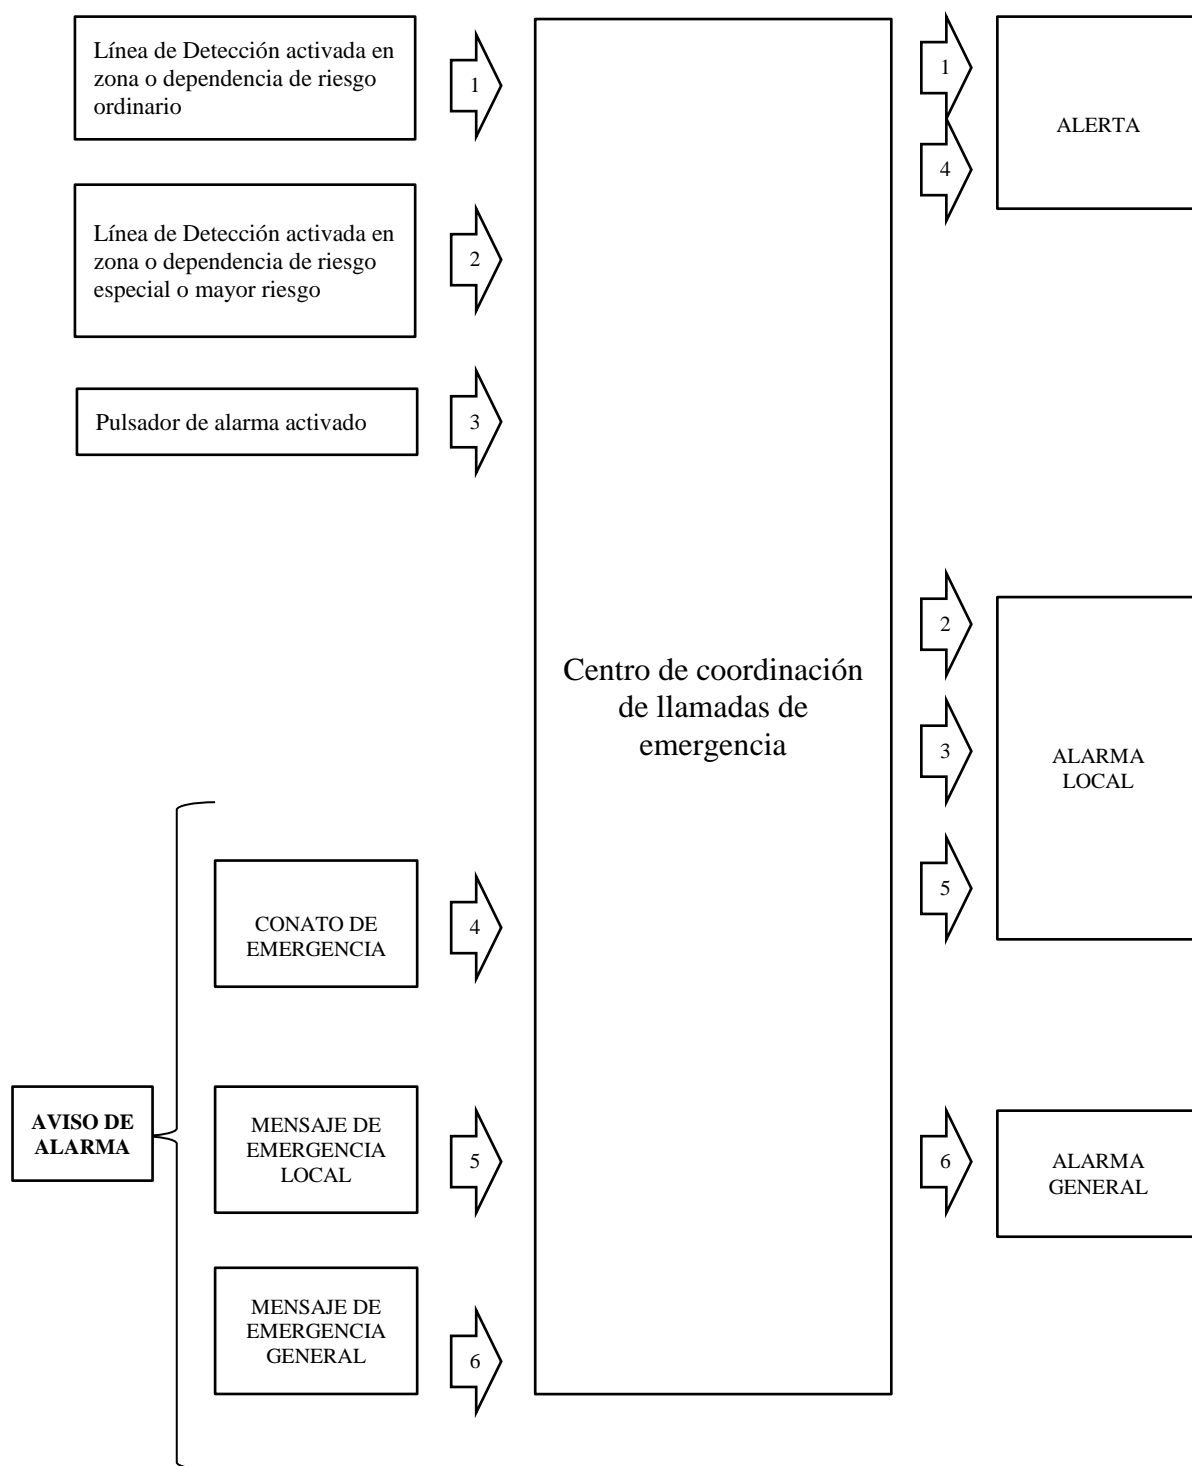 Línea de Detección activada en
zona o dependencia de riesgo
ordinario
1
Línea de Detección activada en
zona o dependencia de riesgo
especial o mayor riesgo
2
Pulsador de alarma activado
3
AVISO DE
ALARMA
CONATO DE
EMERGENCIA
4
MENSAJE DE
EMERGENCIA
LOCAL
5
MENSAJE DE
EMERGENCIA
GENERAL
6
Centro de coordinación
de llamadas de
emergencia
1
4
ALERTA
2
3
5
ALARMA
LOCAL
6
ALARMA
GENERAL